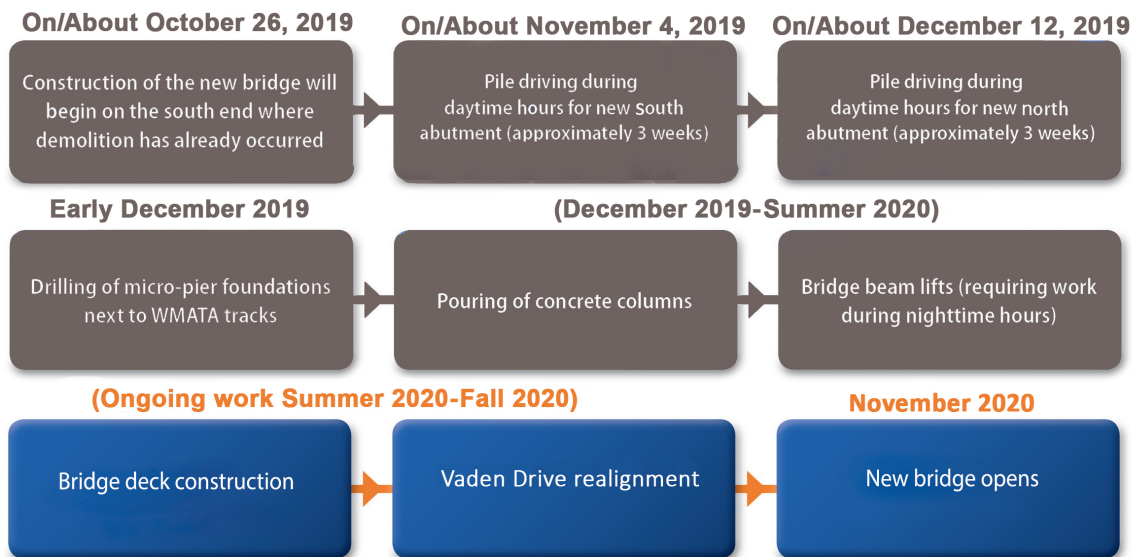 On/About October 26, 2019
On/About November 4, 2019
On/About December 12, 2019
Construction of the new bridge will
begin on the south end where
demolition has already occurred
Pile driving during
daytime hours for new South
abutment (approximately 3 weeks)
Pile driving during
daytime hours for new north
abutment (approximately 3 weeks)
Early December 2019
(December 2019-Summer 2020)
Drilling of micro-pier foundations
next to WMATA tracks
Pouring of concrete columns
Bridge beam lifts (requiring work
during nighttime hours)
(Ongoing work Summer 2020-Fall 2020)
November 2020
Bridge deck construction
Vaden Drive realignment
New bridge opens